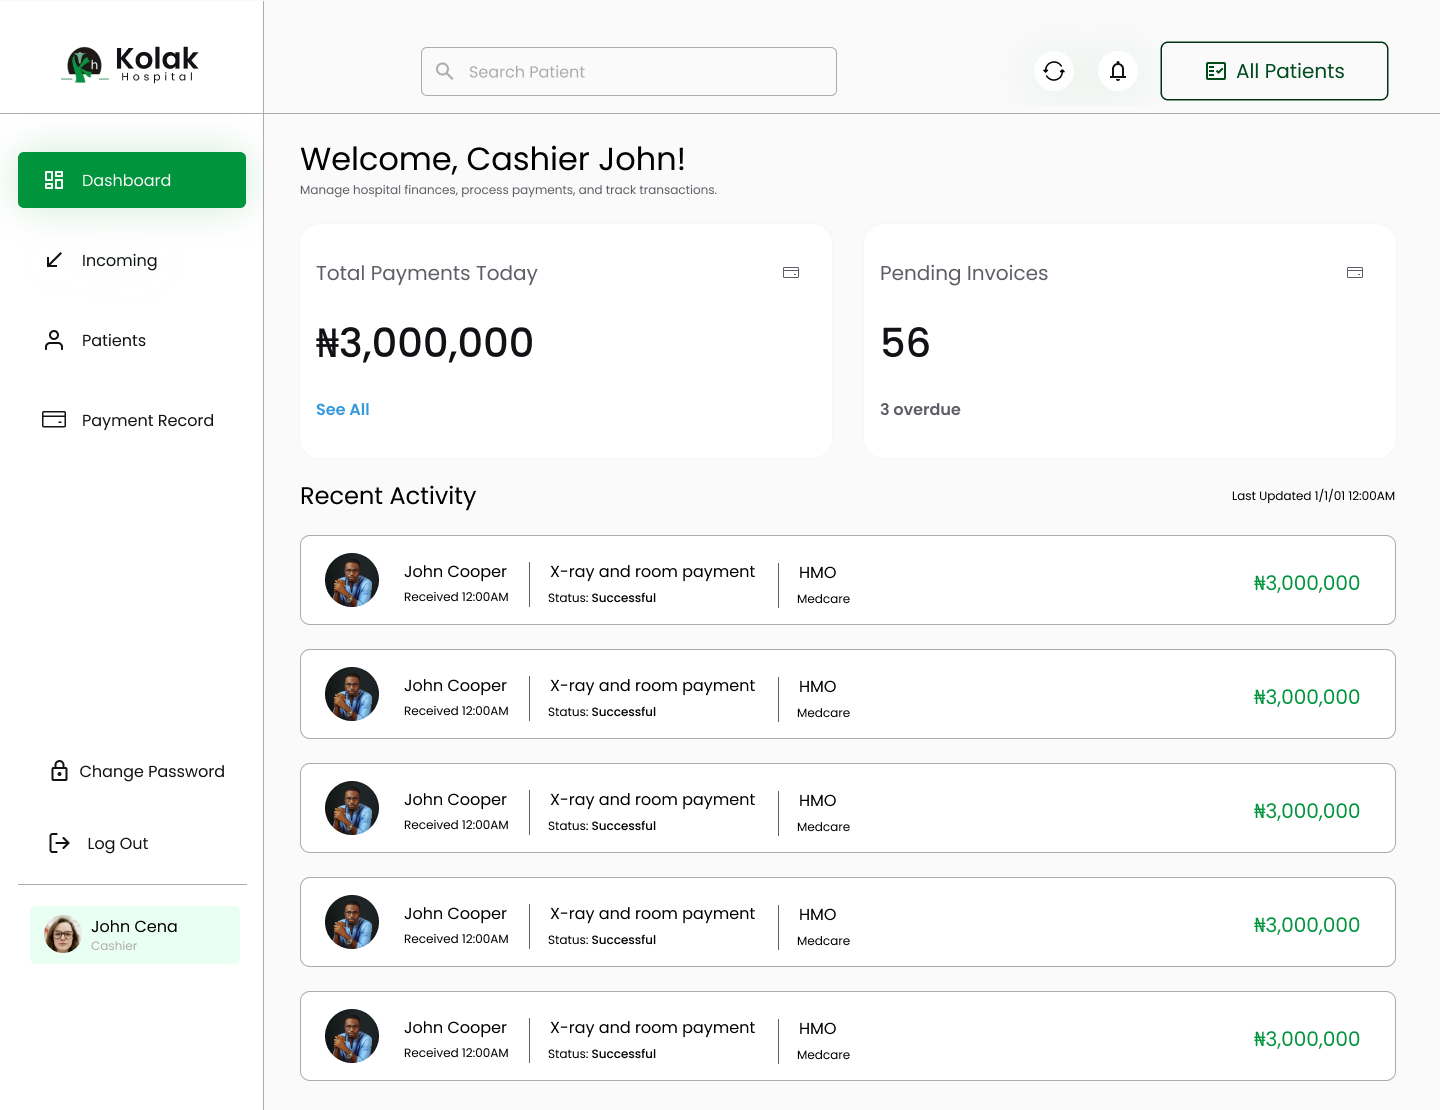 Kolak
Hospital
h
Search Patient
All Patients
Dashboard
Incoming
Patients
Payment Record
Change Password
Log Out
John Cena
Cashier
Welcome, Cashier John!
Manage hospital finances, process payments, and track transactions.
Total Payments Today
₦3,000,000
See All
Pending Invoices
56
3 overdue
Recent Activity
Last Updated 1/1/01 12:00AM
John Cooper
Received 12:00AM
X-ray and room payment
Status: Successful
HMO
Medcare
₦3,000,000
John Cooper
Received 12:00AM
X-ray and room payment
Status: Successful
HMO
Medcare
₦3,000,000
John Cooper
Received 12:00AM
X-ray and room payment
Status: Successful
HMO
Medcare
₦3,000,000
John Cooper
Received 12:00AM
X-ray and room payment
Status: Successful
HMO
Medcare
₦3,000,000
John Cooper
Received 12:00AM
X-ray and room payment
Status: Successful
HMO
Medcare
₦3,000,000